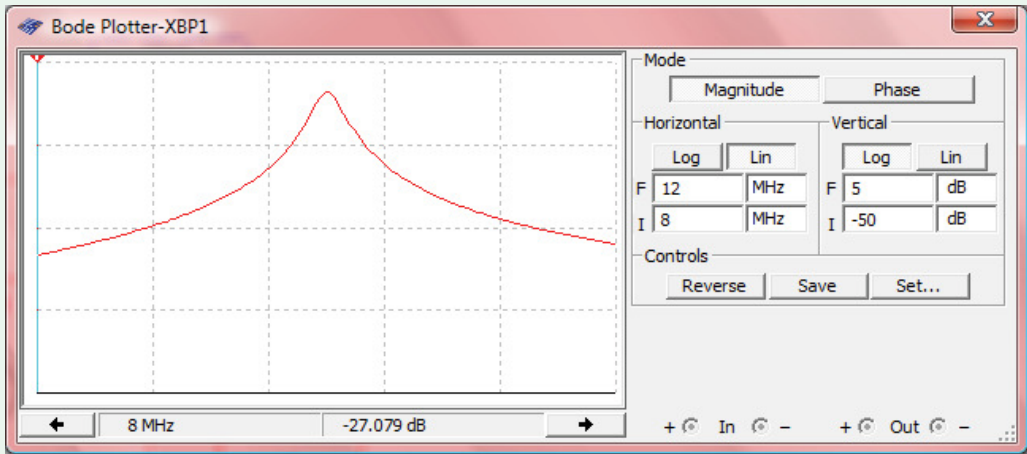 Bode Plotter-XBP1
Mode
Magnitude Phase
Horizontal Vertical
Log Lin Log Lin
F 12 MHz F 5 dB
I 8 MHz I -50 dB
Controls
Reverse Save Set...
8 MHz -27.079 dB
+ In - + Out -